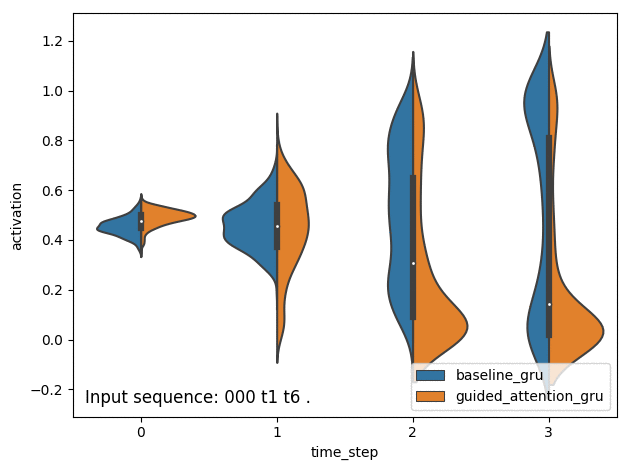 1.2
1.0
0.8
0.6
0.4
0.2
0.0
−0.2
activation
Input sequence: 000 t1 t6 .
baseline_gru
guided_attention_gru
0 1 2 3
time_step